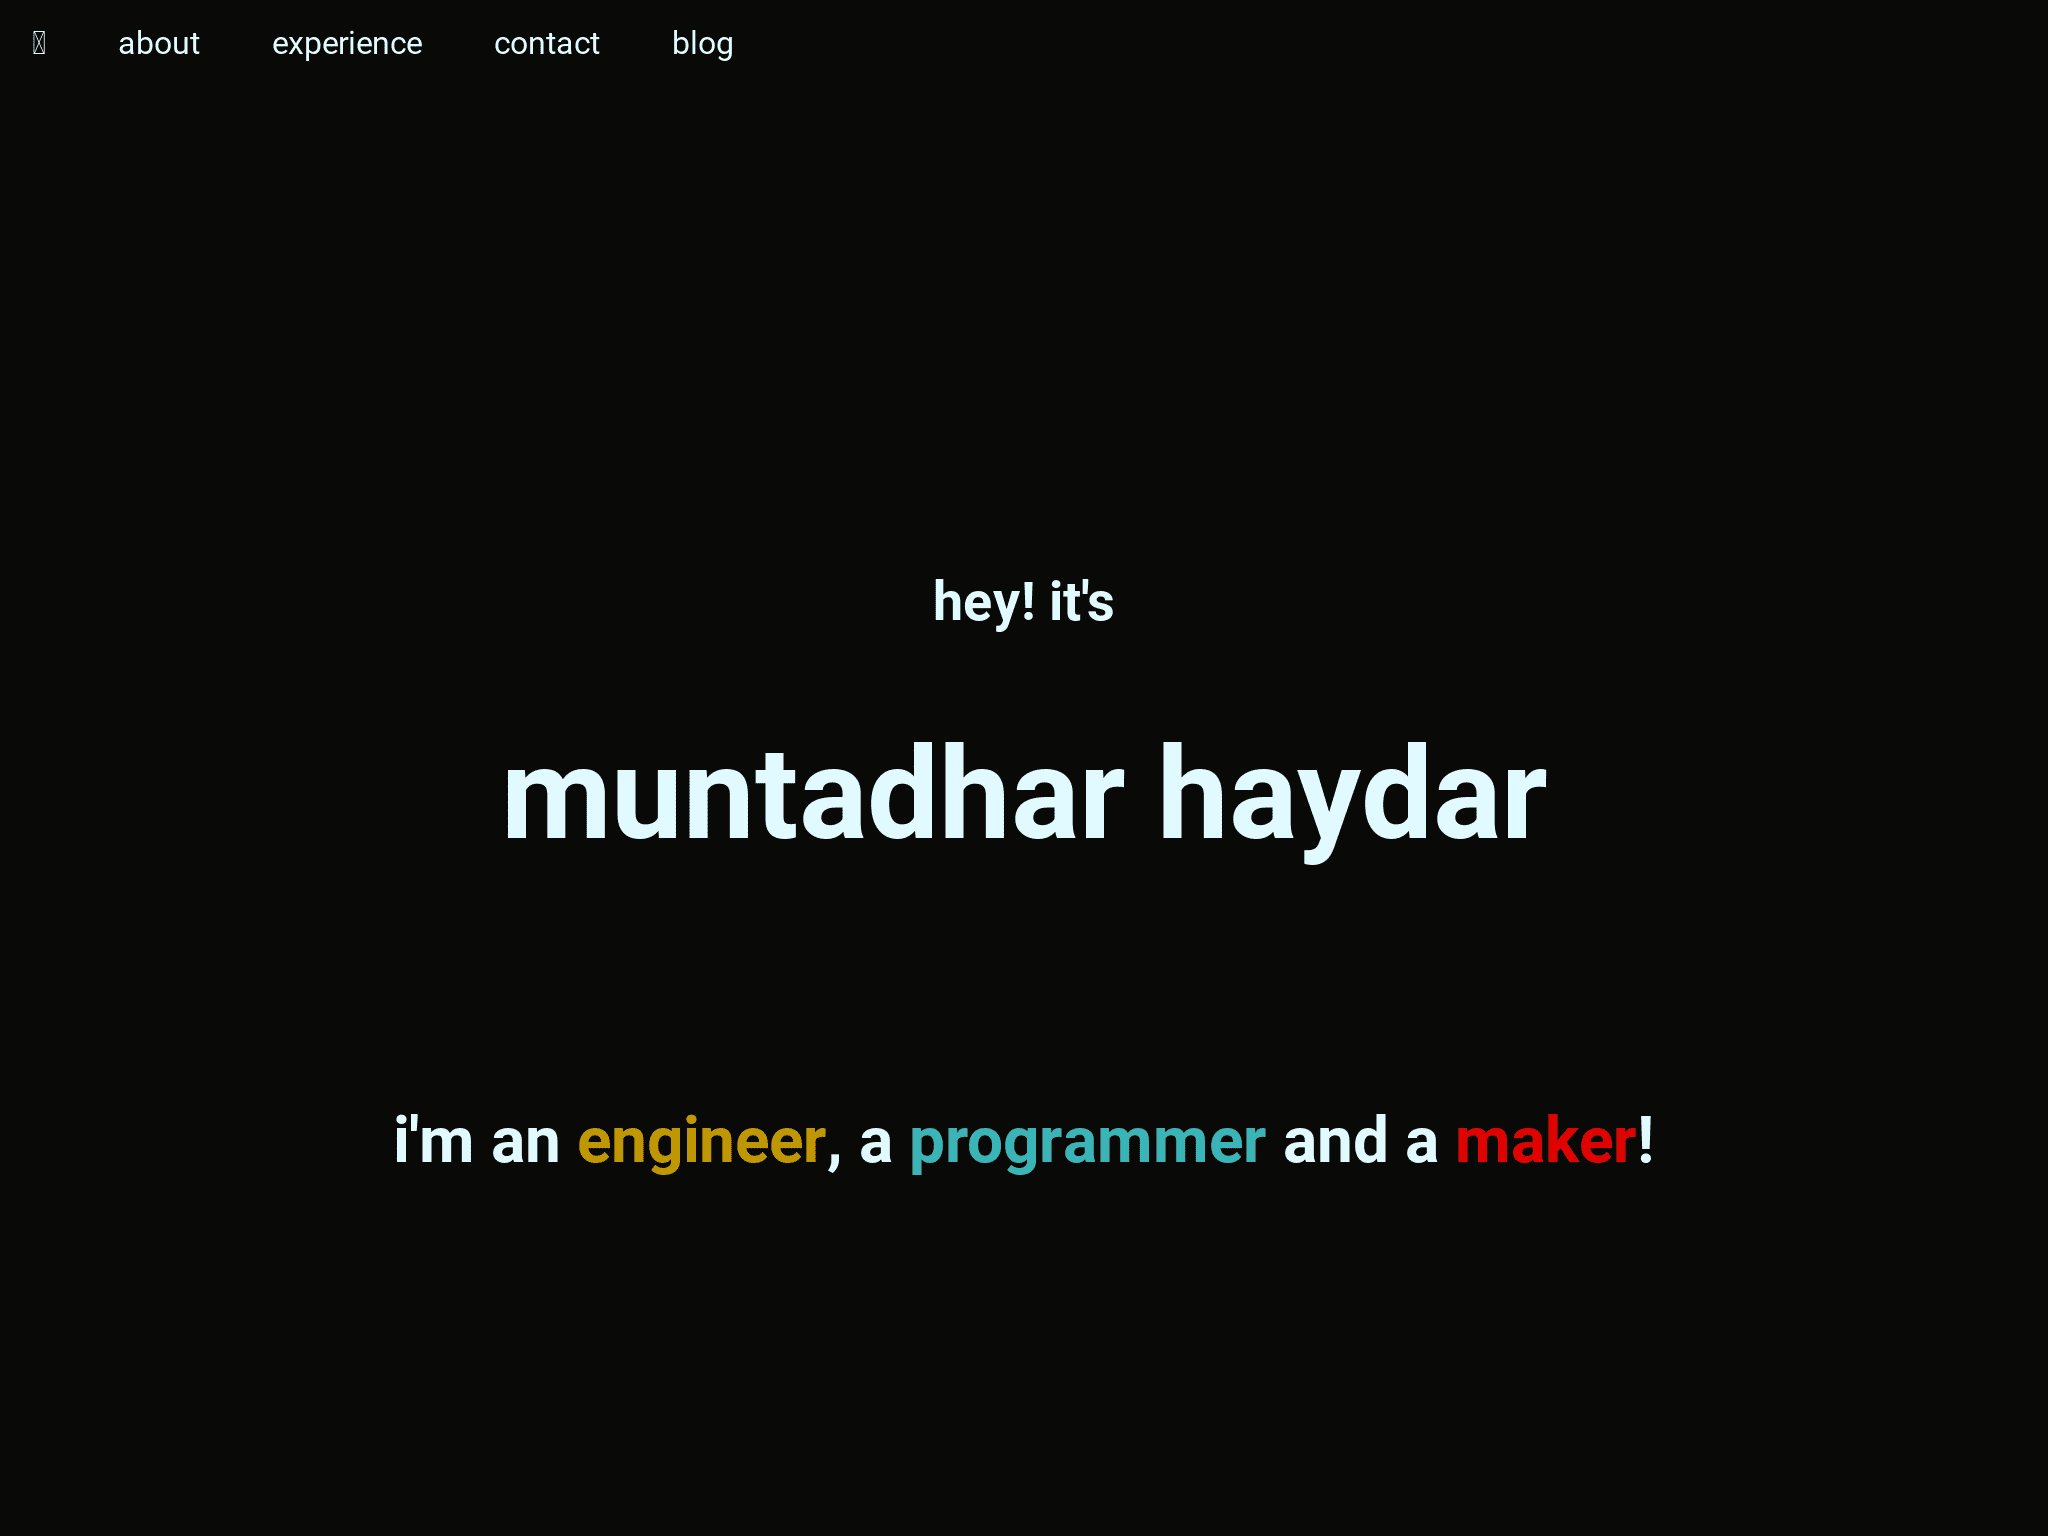 about experience contact blog
hey! it's
muntadhar haydar
i'm an engineer, a programmer and a maker!